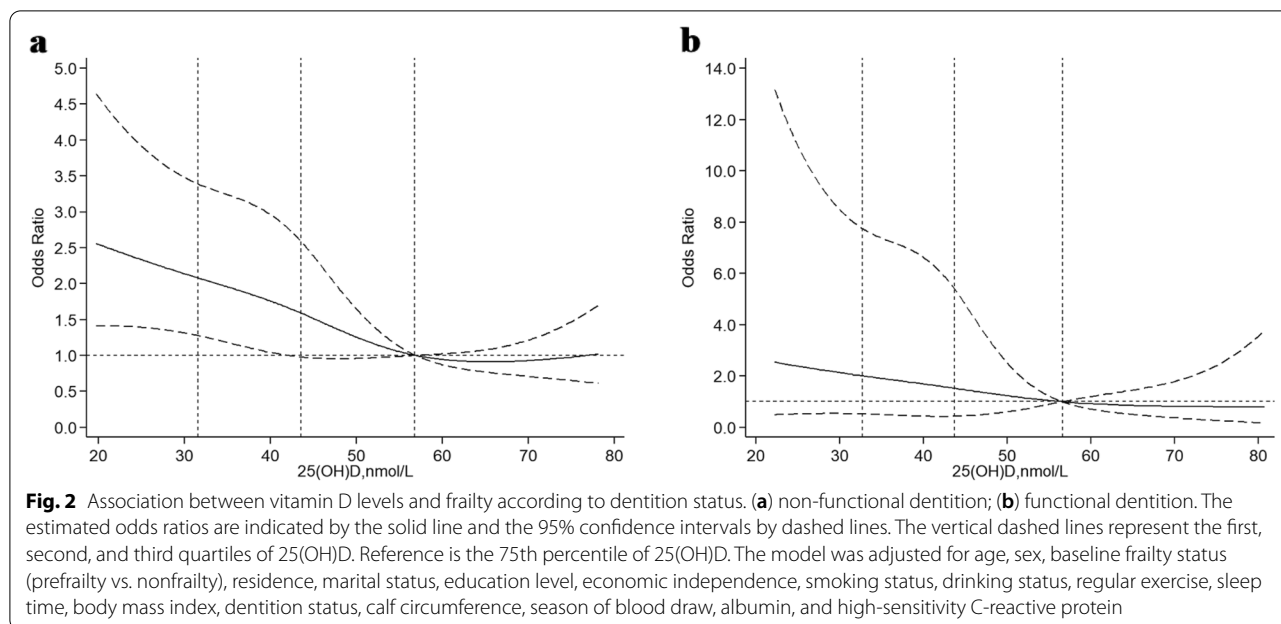 a
5.0
4.5
4.0
3.5
3.0
2.5
2.0
1.5
1.0
0.5
0.0
Odds Ratio
20 30 40 50 60 70 80
25(OH)D,nmol/L
b
14.0
12.0
10.0
8.0
6.0
4.0
2.0
0.0
Odds Ratio
20 30 40 50 60 70 80
25(OH)D,nmol/L
Fig. 2 Association between vitamin D levels and frailty according to dentition status. (a) non-functional dentition; (b) functional dentition. The
estimated odds ratios are indicated by the solid line and the 95% confidence intervals by dashed lines. The vertical dashed lines represent the first,
second, and third quartiles of 25(OH)D. Reference is the 75th percentile of 25(OH)D. The model was adjusted for age, sex, baseline frailty status
(prefrailty vs. nonfrailty), residence, marital status, education level, economic independence, smoking status, drinking status, regular exercise, sleep
time, body mass index, dentition status, calf circumference, season of blood draw, albumin, and high-sensitivity C-reactive protein